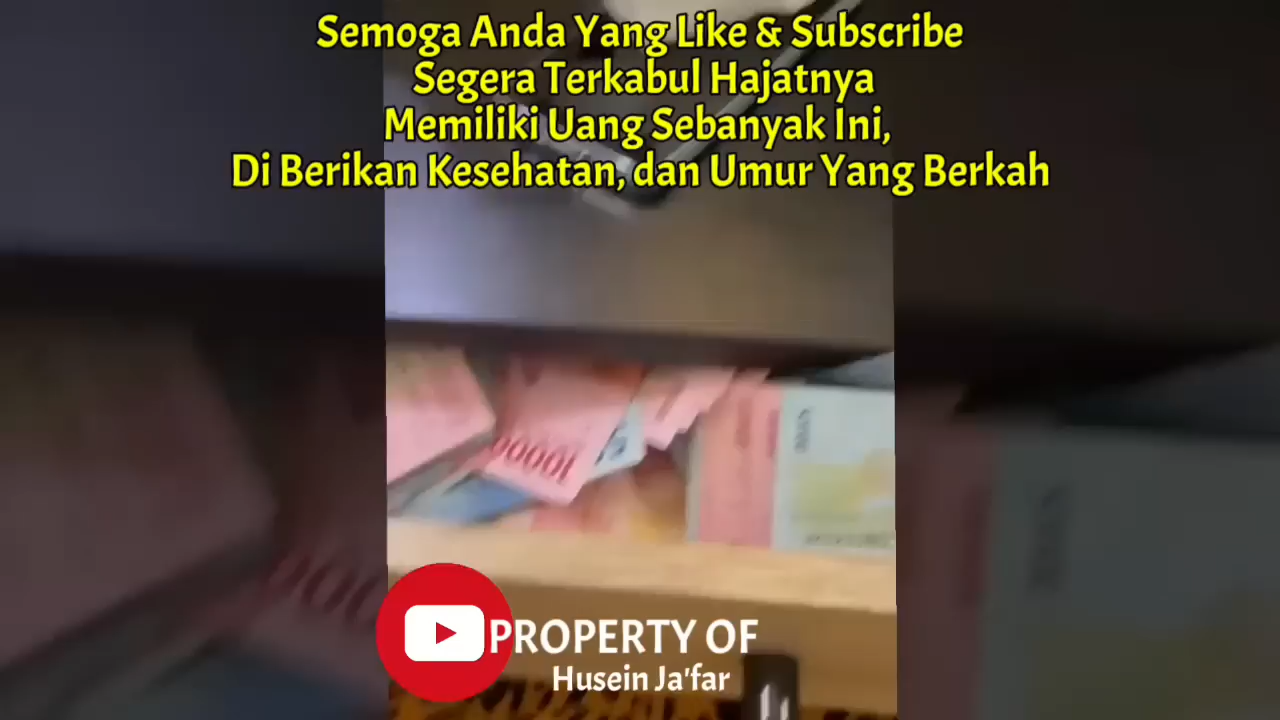 Semoga Anda Yang Like & Subscribe
Segera Terkabul Hajatnya
Memiliki Uang Sebanyak Ini,
Di Berikan Kesehatan, dan Umur Yang Berkah
100000
PROPERTY OF
Husein Ja'far